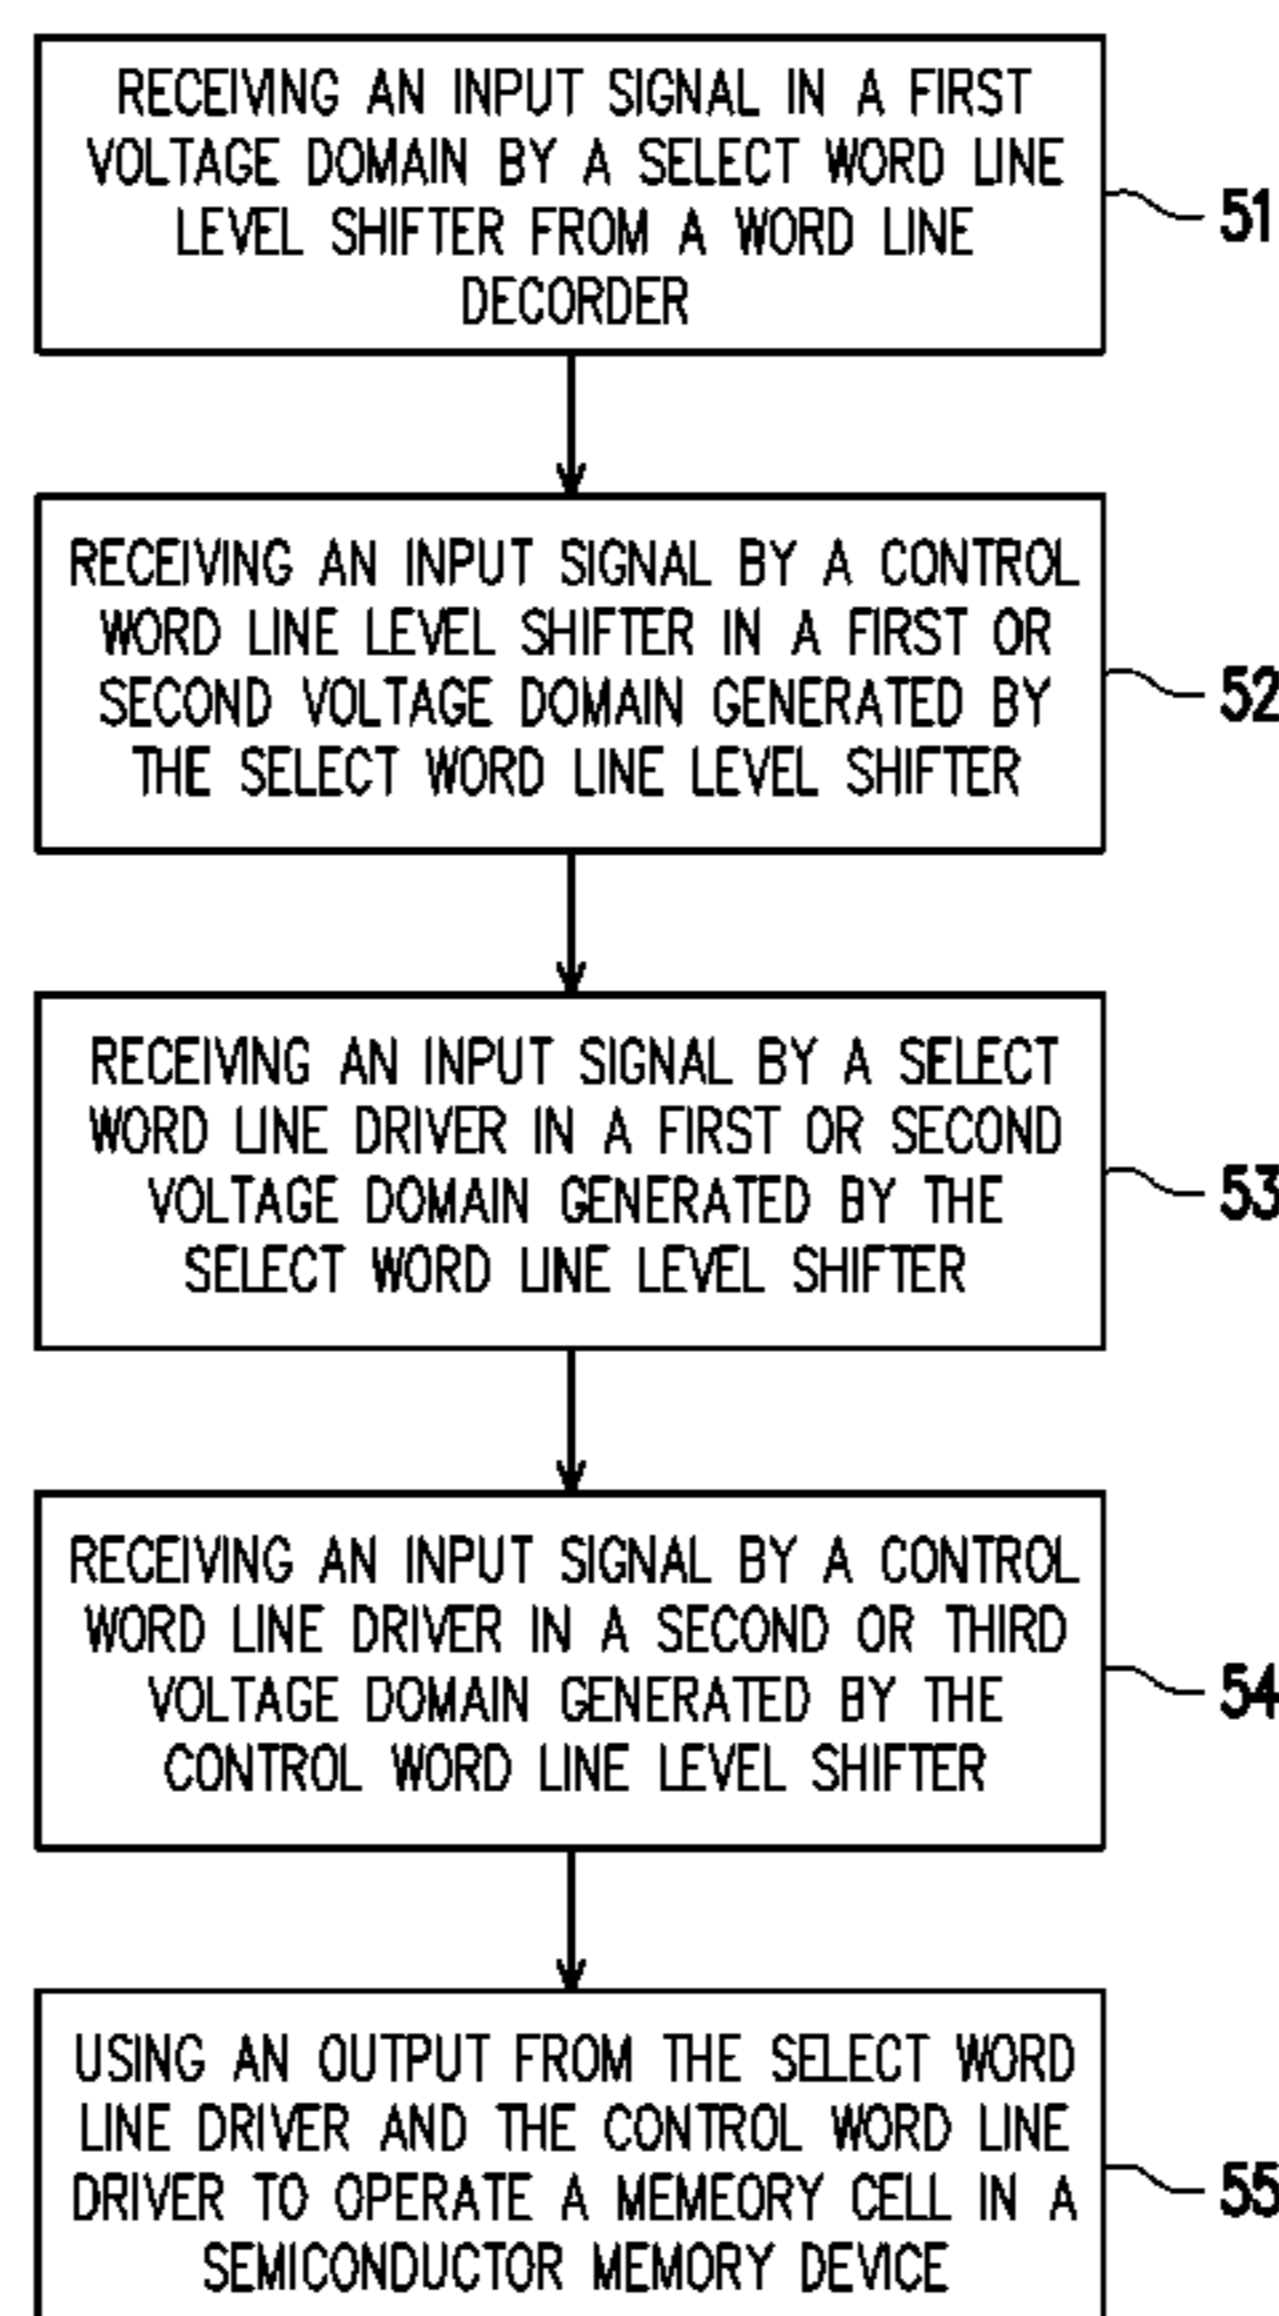 RECEIVING AN INPUT SIGNAL IN A FIRST
VOLTAGE DOMAIN BY A SELECT WORD LINE
LEVEL SHIFTER FROM A WORD LINE
DECORDER
51
RECEIVING AN INPUT SIGNAL BY A CONTROL
WORD LINE LEVEL SHIFTER IN A FIRST OR
SECOND VOLTAGE DOMAIN GENERATED BY
THE SELECT WORD LINE LEVEL SHIFTER
52
RECEIVING AN INPUT SIGNAL BY A SELECT
WORD LINE DRIVER IN A FIRST OR SECOND
VOLTAGE DOMAIN GENERATED BY THE
SELECT WORD LINE LEVEL SHIFTER
53
RECEIVING AN INPUT SIGNAL BY A CONTROL
WORD LINE DRIVER IN A SECOND OR THIRD
VOLTAGE DOMAIN GENERATED BY THE
CONTROL WORD LINE LEVEL SHIFTER
54
USING AN OUTPUT FROM THE SELECT WORD
LINE DRIVER AND THE CONTROL WORD LINE
DRIVER TO OPERATE A MEMEORY CELL IN A
SEMICONDUCTOR MEMORY DEVICE
55